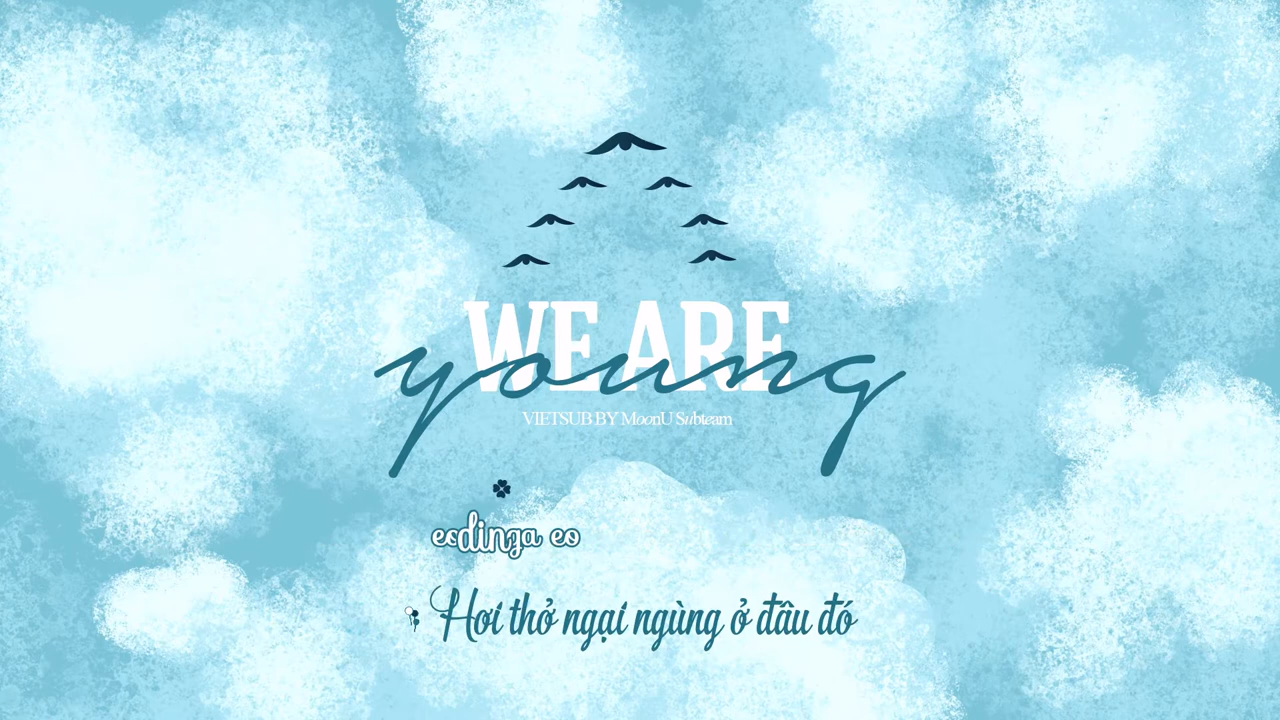 WE ARE
young
VIETSUB BY MoonU Subteam
eodinga eo
Hơi thở ngại ngùng ở đâu đó